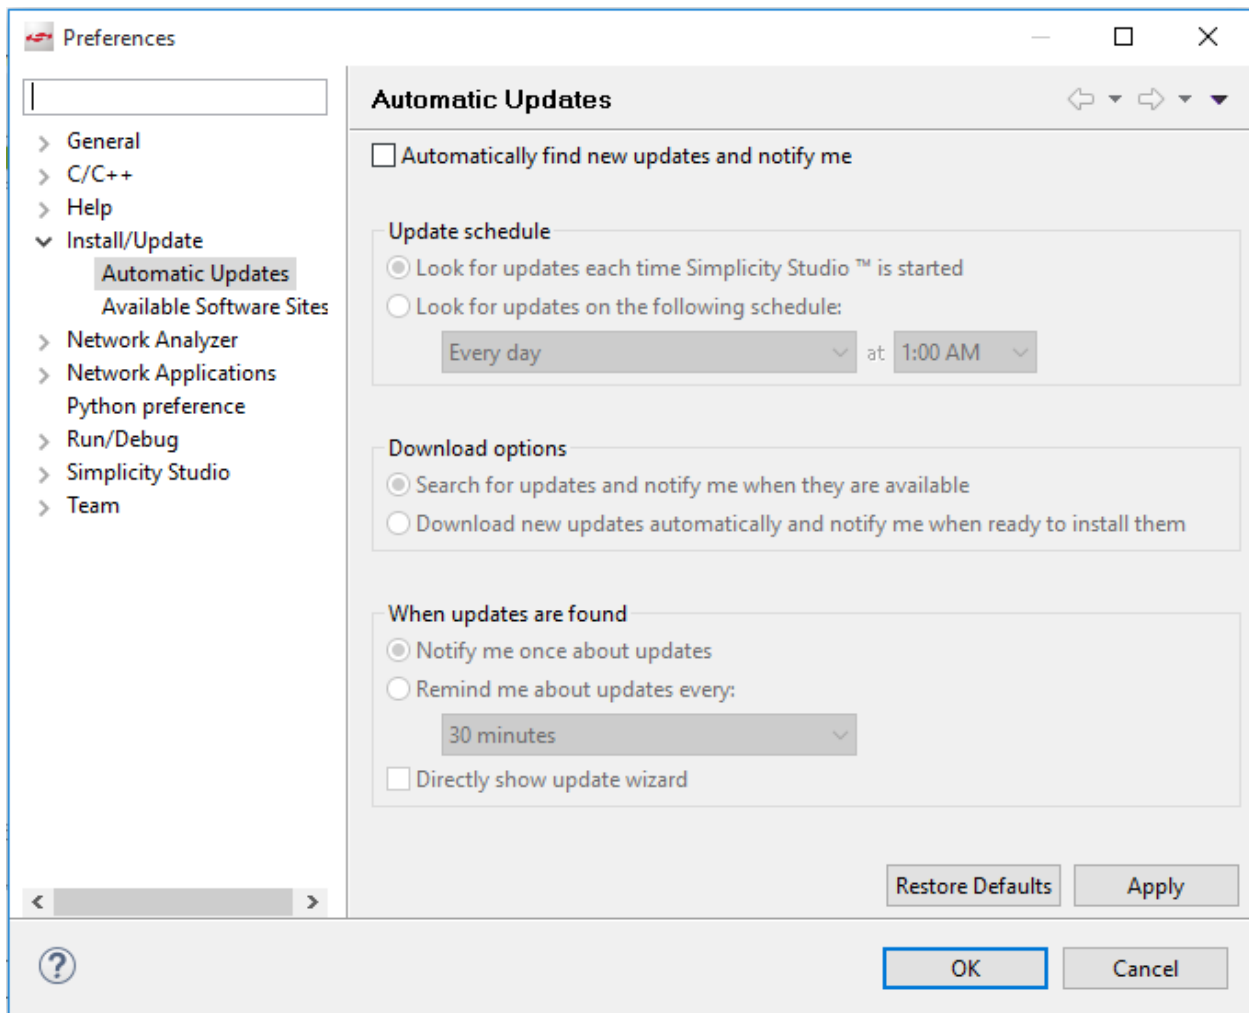 Preferences
Automatic Updates
General
C/C++
Help
Install/Update
Automatic Updates
Available Software Sites
Network Analyzer
Network Applications
Python preference
Run/Debug
Simplicity Studio
Team
Automatically find new updates and notify me
Update schedule
Look for updates each time Simplicity Studio ™ is started
Look for updates on the following schedule:
Every day at 1:00 AM
Download options
Search for updates and notify me when they are available
Download new updates automatically and notify me when ready to install them
When updates are found
Notify me once about updates
Remind me about updates every:
30 minutes
Directly show update wizard
Restore Defaults Apply
? OK Cancel